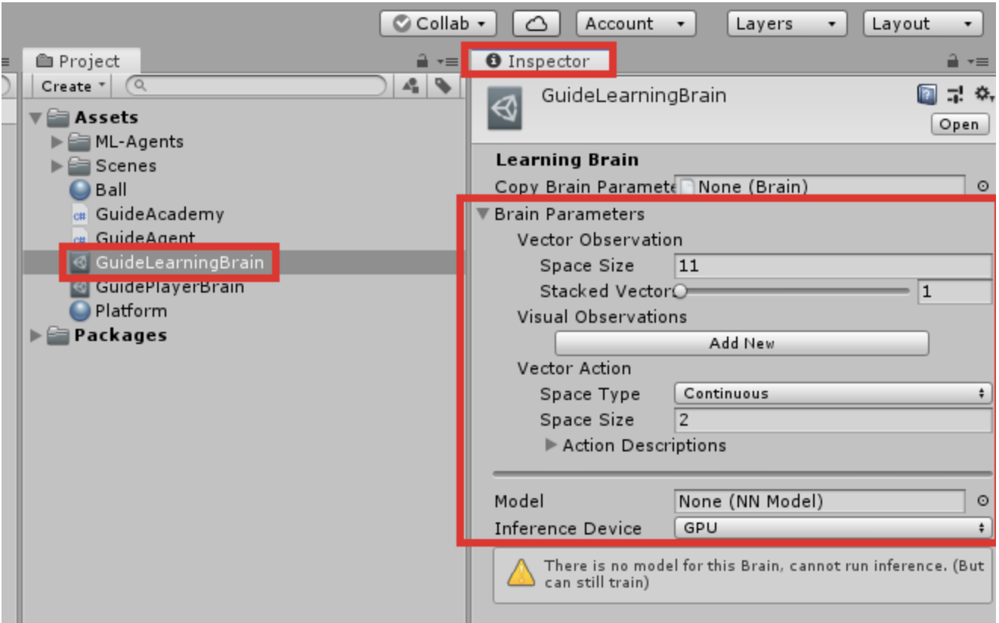 Collab
Account
Layers
Layout
Project
Create
Assets
ML-Agents
Scenes
Ball
GuideAcademy
GuideAgent
GuideLearningBrain
GuidePlayerBrain
Platform
Packages
Inspector
GuideLearningBrain
Open
Learning Brain
Copy Brain Paramete None (Brain)
Brain Parameters
Vector Observation
Space Size 11
Stacked Vector 1
Visual Observations
Add New
Vector Action
Space Type Continuous
Space Size 2
Action Descriptions
Model None (NN Model)
Inference Device GPU
There is no model for this Brain, cannot run inference. (But
can still train)